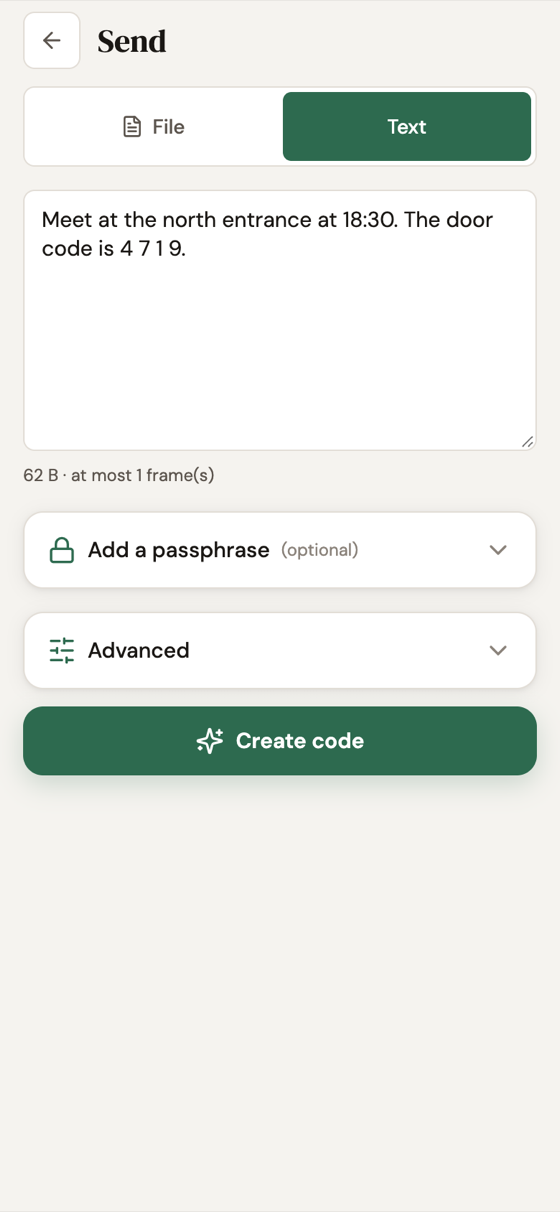 Send
File
Text
Meet at the north entrance at 18:30. The door
code is 4 7 1 9.
62 B · at most 1 frame(s)
Add a passphrase (optional)
Advanced
Create code